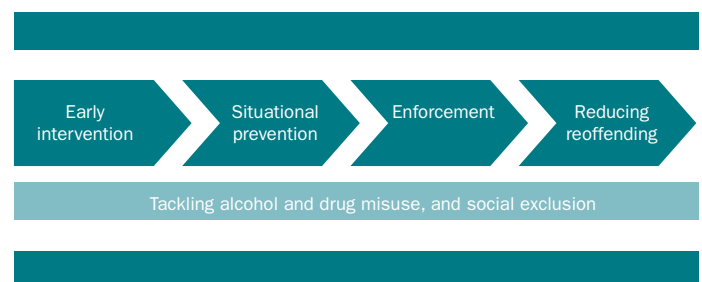 Early
intervention
Situational
prevention
Enforcement
Reducing
reoffending
Tackling alcohol and drug misuse, and social exclusion